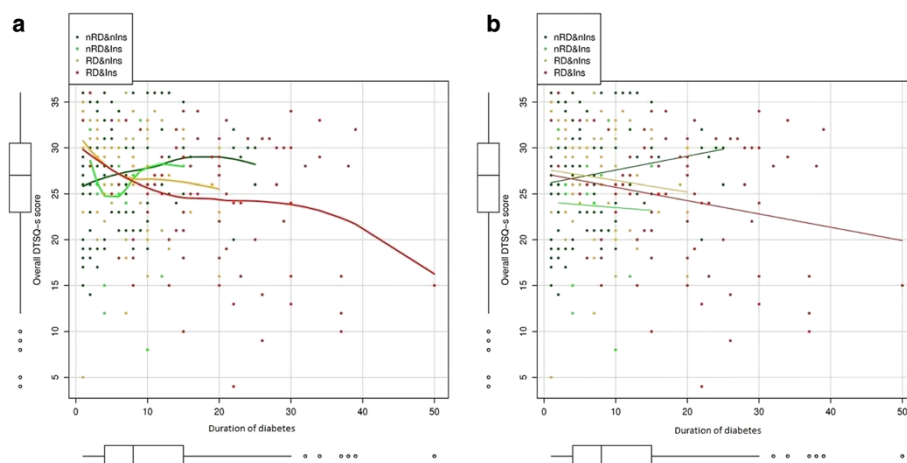 a
nRD&nIns
nRD&Ins
RD&nIns
RD&Ins
Overall DTSQ-s score
35
30
25
20
15
10
5
0
10
20
30
40
50
Duration of diabetes
b
nRD&nIns
nRD&Ins
RD&nIns
RD&Ins
Overall DTSQ-s score
35
30
25
20
15
10
5
0
10
20
30
40
50
Duration of diabetes